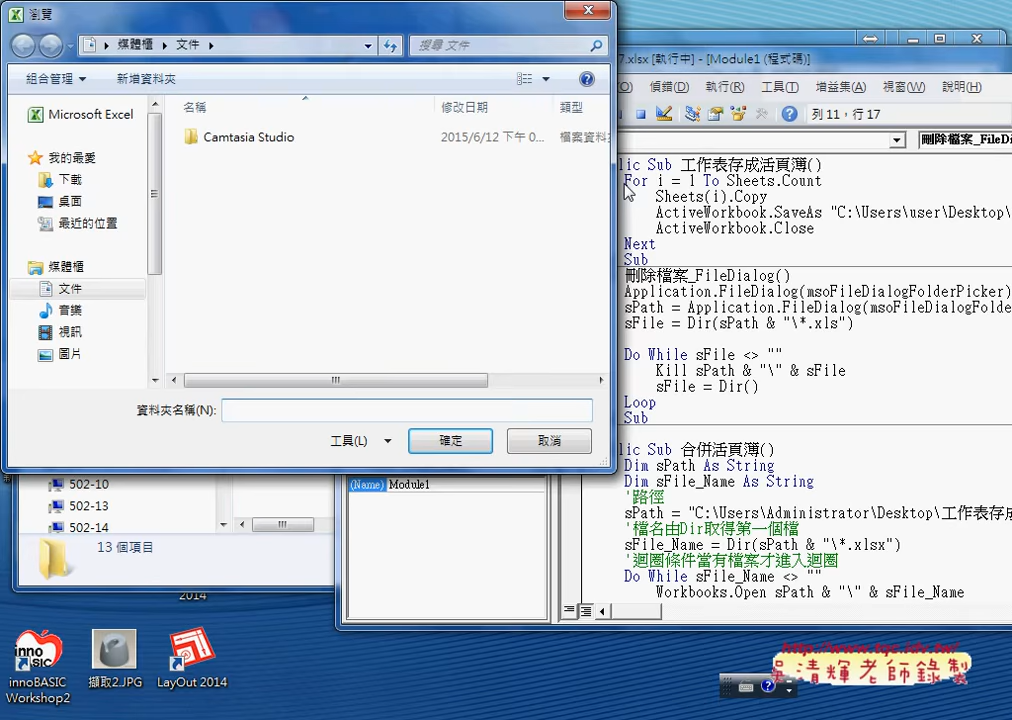 瀏覽
媒體櫃 ▸ 文件 ▸
搜尋 文件
組合管理
新增資料夾
Microsoft Excel
我的最愛
下載
桌面
最近的位置
媒體櫃
文件
音樂
視訊
圖片
名稱
修改日期
類型
Camtasia Studio
2015/6/12 下午 0...
檔案資料
資料夾名稱(N):
工具(L)
確定
取消
7.xlsx [執行中] - [Module1 (程式碼)]
(O) 偵錯(D) 執行(R) 工具(T) 增益集(A) 視窗(W) 說明(H)
列 11，行 17
刪除檔案_FileDi
lic Sub 工作表存成活頁簿()
For i = 1 To Sheets.Count
Sheets(i).Copy
ActiveWorkbook.SaveAs "C:\Users\user\Desktop\
ActiveWorkbook.Close
Next
Sub
刪除檔案_FileDialog()
Application.FileDialog(msoFileDialogFolderPicker)
sPath = Application.FileDialog(msoFileDialogFolde
sFile = Dir(sPath & "\*.xls")
Do While sFile <> ""
Kill sPath & "\" & sFile
sFile = Dir()
Loop
Sub
lic Sub 合併活頁簿()
Dim sPath As String
Dim sFile_Name As String
'路徑
sPath = "C:\Users\Administrator\Desktop\工作表存
'檔名由Dir取得第一個檔
sFile_Name = Dir(sPath & "\*.xlsx")
'迴圈條件當有檔案才進入迴圈
Do While sFile_Name <> ""
Workbooks.Open sPath & "\" & sFile_Name
(Name) Module1
502-10
502-13
502-14
13 個項目
2014
innoBASIC
Workshop2
擷取2.JPG
LayOut 2014
inno
SIC
http://www.tqc.idv.tw/
吳清輝老師錄製